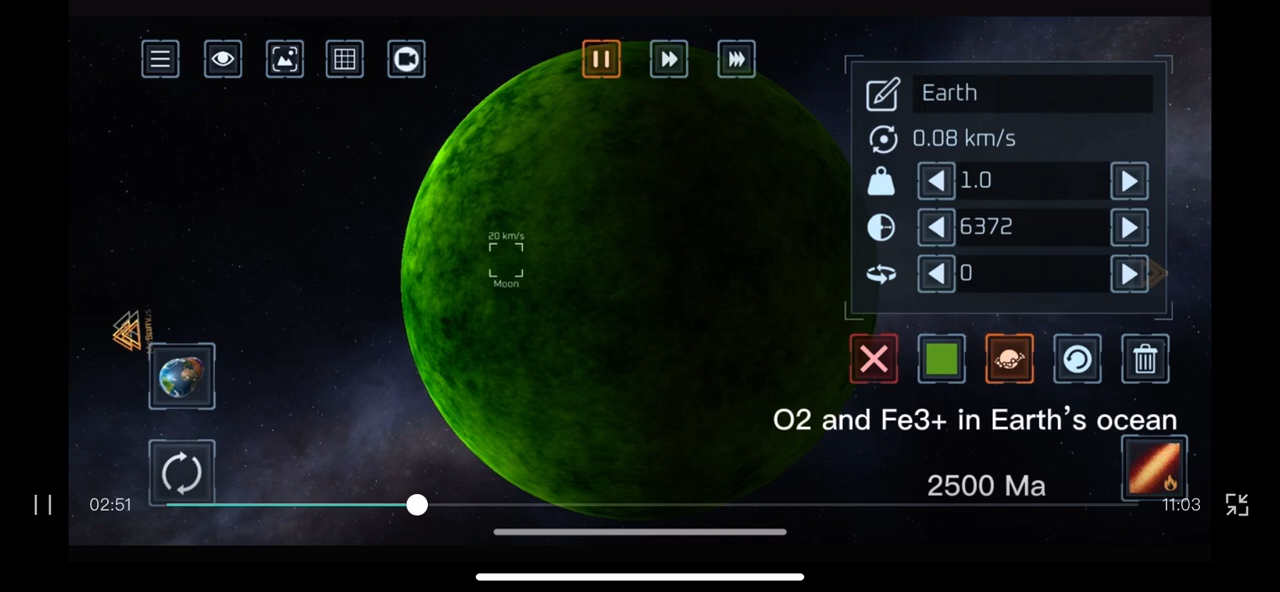 Earth
0.08 km/s
1.0
6372
0
20 km/s
Moon
O2 and Fe3+ in Earth’s ocean
2500 Ma
02:51
11:03